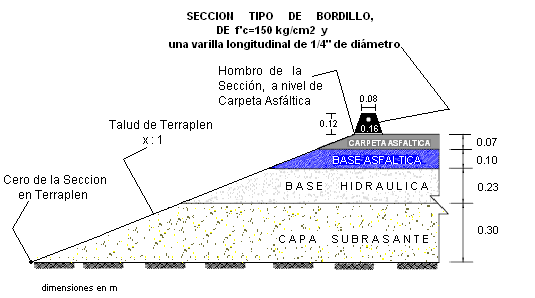 SECCION TIPO DE BORDILLO,
DE f'c=150 kg/cm2 y
una varilla longitudinal de 1/4" de diámetro
Hombro de la
Sección, a nivel de
Carpeta Asfáltica
0.08
0.12
0.16
Talud de Terraplen
x : 1
CARPETA ASFALTICA
0.07
BASE ASFALTICA
0.10
Cero de la Seccion
en Terraplen
BASE HIDRAULICA
0.23
CAPA SUBRASANTE
0.30
dimensiones en m